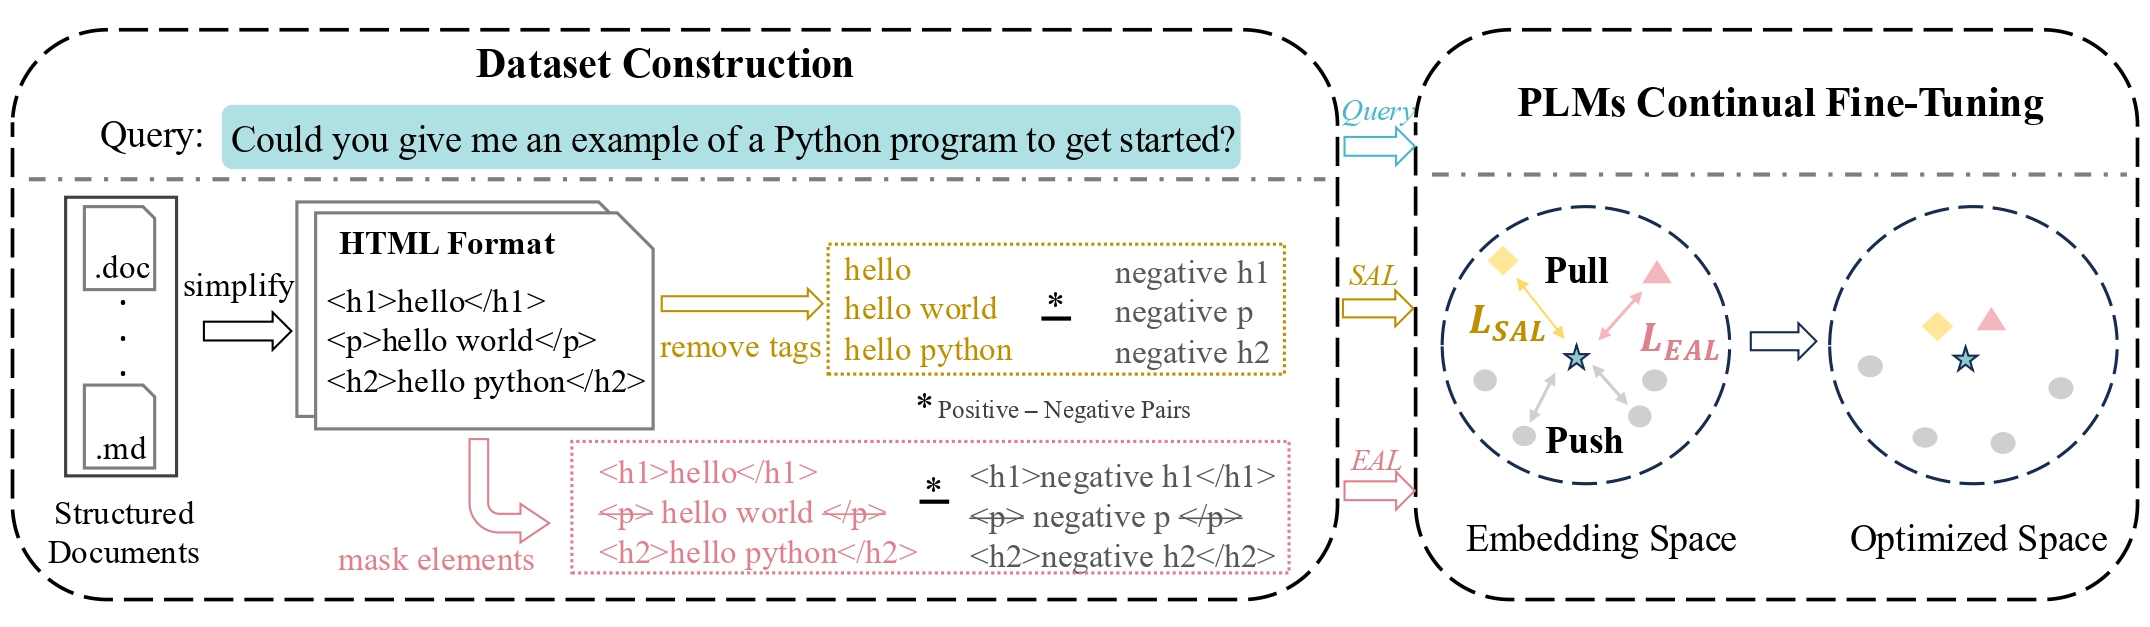 Dataset Construction
Query: Could you give me an example of a Python program to get started?
.doc
.md
Structured
Documents
simplify
HTML Format
<h1>hello</h1>
<p>hello world</p>
<h2>hello python</h2>
remove tags
hello
hello world
hello python
*
negative h1
negative p
negative h2
* Positive – Negative Pairs
mask elements
<h1>hello</h1>
<p> hello world </p>
<h2>hello python</h2>
*
<h1>negative h1</h1>
<p> negative p </p>
<h2>negative h2</h2>
Query
SAL
EAL
PLMs Continual Fine-Tuning
Pull
L_SAL
L_EAL
Push
Embedding Space
Optimized Space